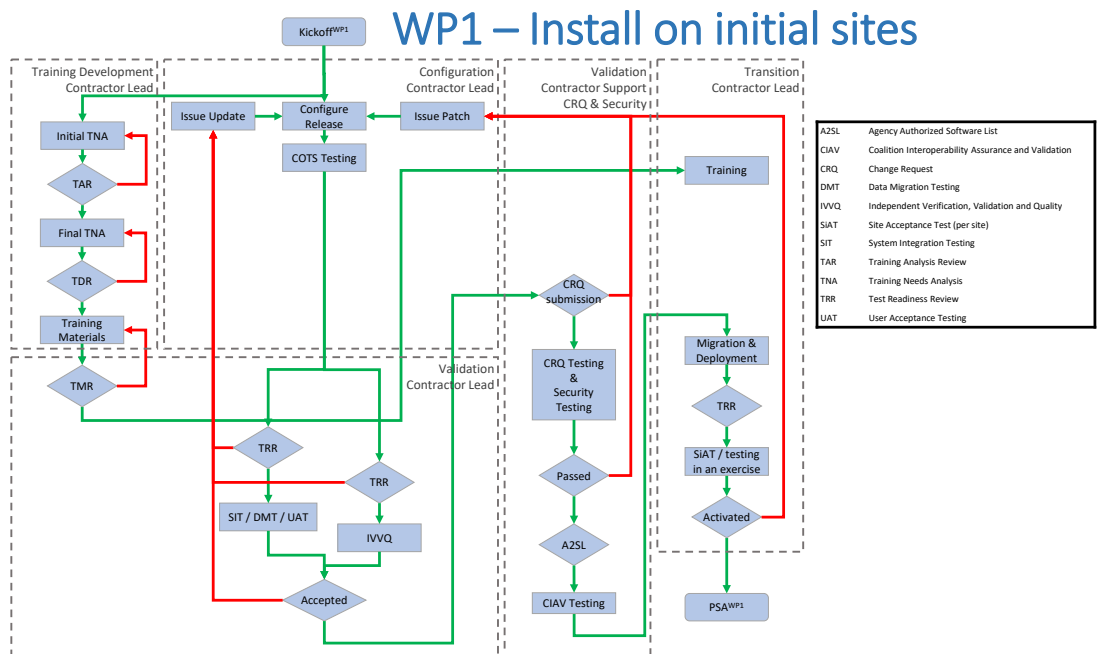 WP1 – Install on initial sites
KickoffWP1
Training Development
Contractor Lead
Configuration
Contractor Lead
Validation
Contractor Support
CRQ & Security
Transition
Contractor Lead
Initial TNA
TAR
Final TNA
TDR
Training
Materials
TMR
Issue Update
Configure
Release
Issue Patch
COTS Testing
Validation
Contractor Lead
TRR
TRR
SIT / DMT / UAT
IVVQ
Accepted
CRQ
submission
CRQ Testing
&
Security
Testing
Passed
A2SL
CIAV Testing
Training
Migration &
Deployment
TRR
SiAT / testing
in an exercise
Activated
PSAWP1
A2SL Agency Authorized Software List
CIAV Coalition Interoperability Assurance and Validation
CRQ Change Request
DMT Data Migration Testing
IVVQ Independent Verification, Validation and Quality
SiAT Site Acceptance Test (per site)
SIT System Integration Testing
TAR Training Analysis Review
TNA Training Needs Analysis
TRR Test Readiness Review
UAT User Acceptance Testing